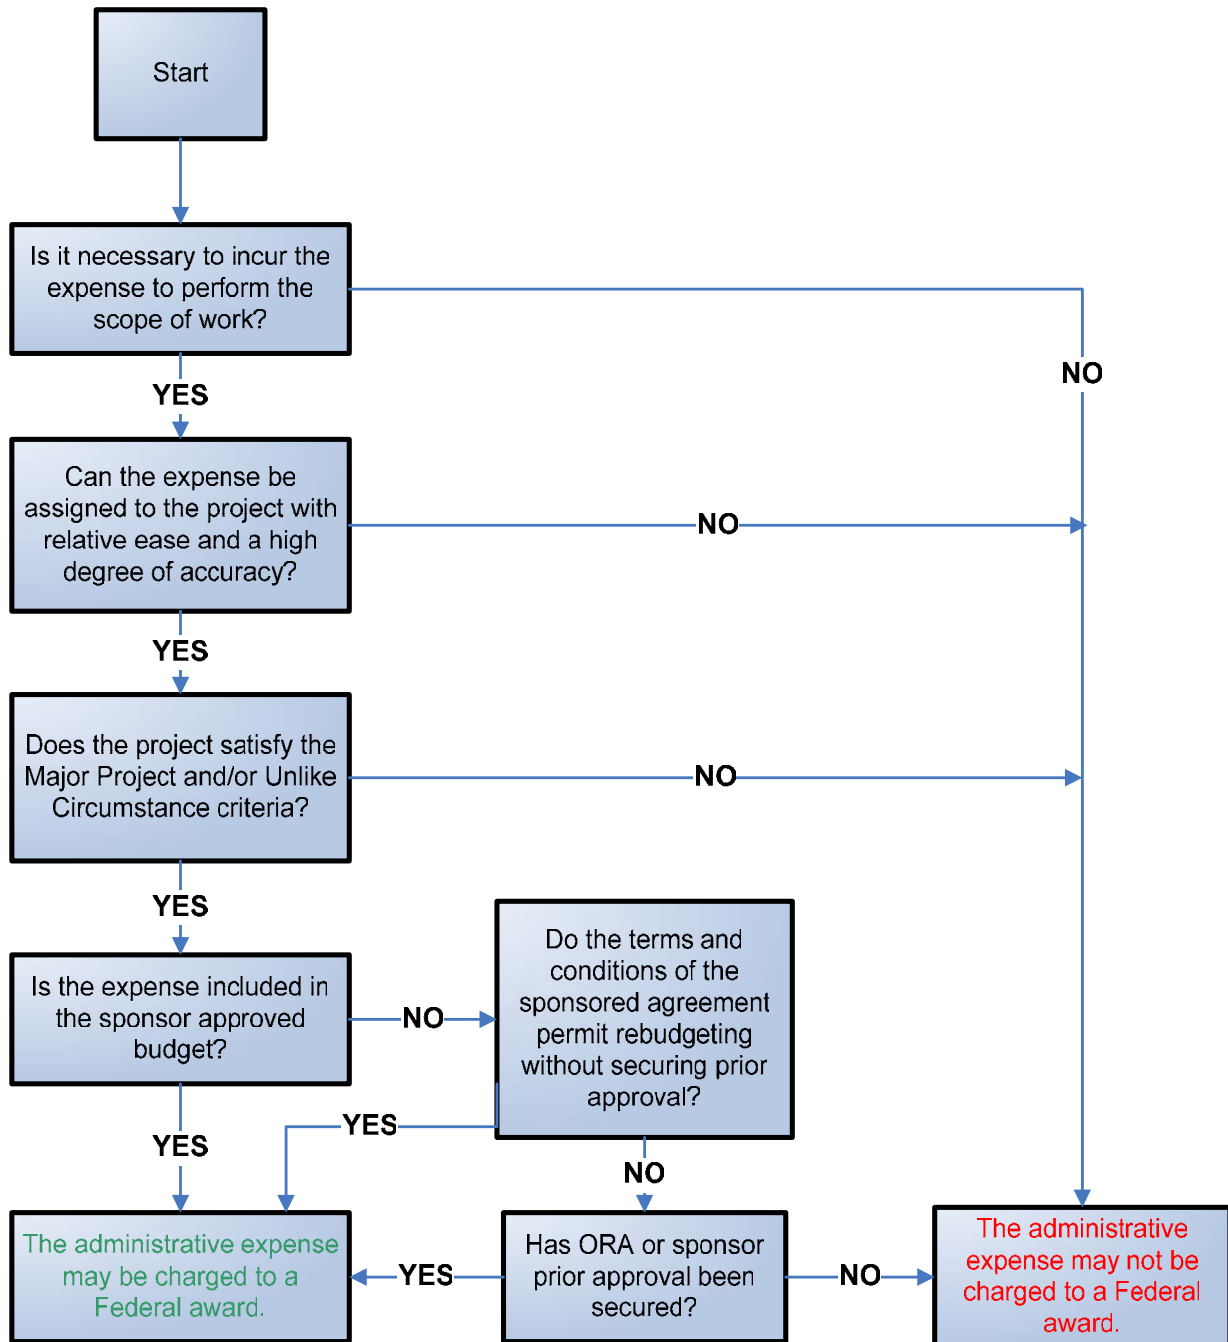 Start
Is it necessary to incur the
expense to perform the
scope of work?
NO
YES
Can the expense be
assigned to the project with
relative ease and a high
degree of accuracy?
NO
YES
Does the project satisfy the
Major Project and/or Unlike
Circumstance criteria?
NO
YES
Is the expense included in
the sponsor approved
budget?
NO
Do the terms and
conditions of the
sponsored agreement
permit rebudgeting
without securing prior
approval?
YES
YES
NO
The administrative expense
may be charged to a
Federal award.
YES
Has ORA or sponsor
prior approval been
secured?
NO
The administrative
expense may not be
charged to a Federal
award.